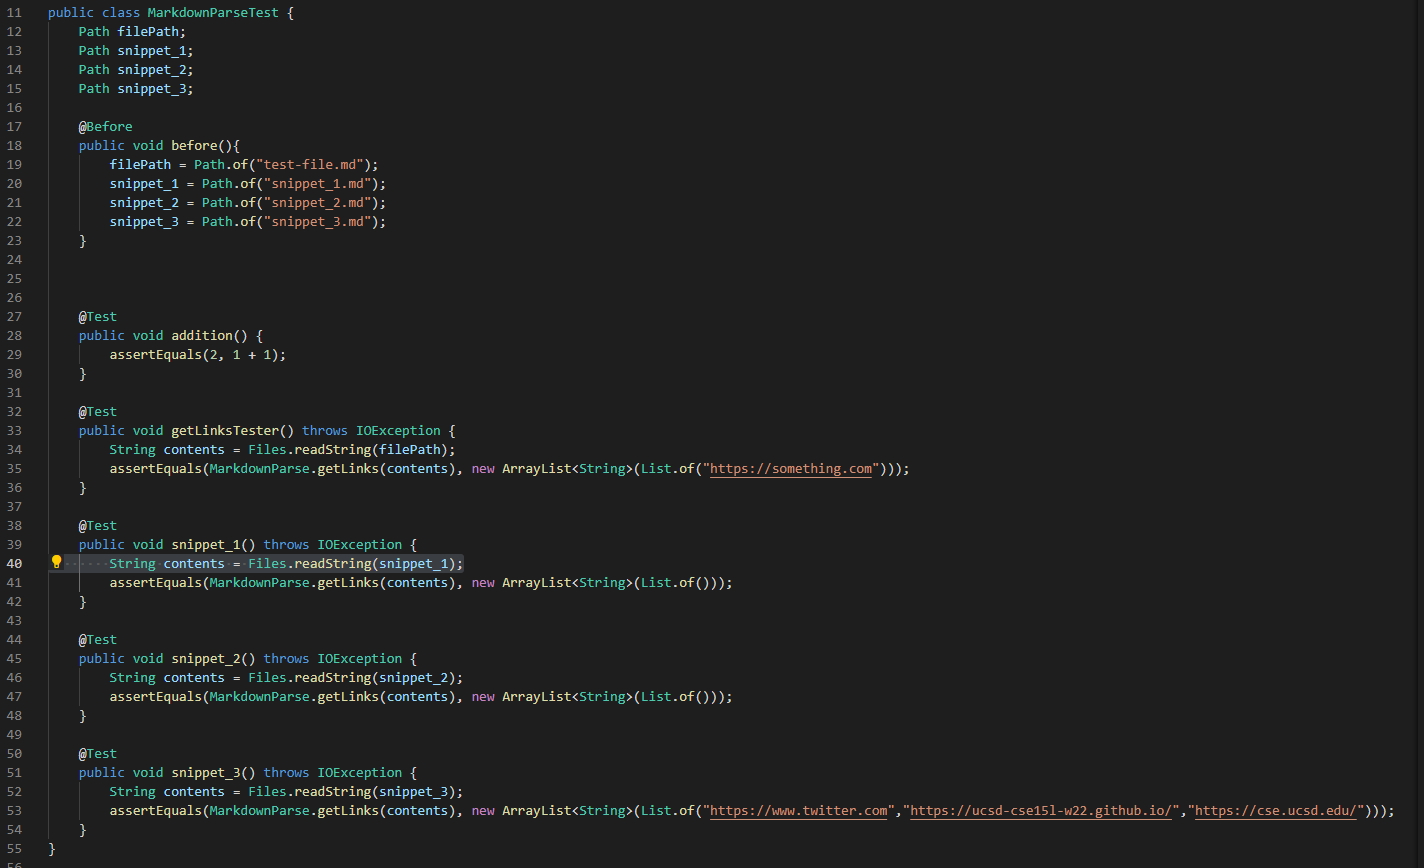 11 public class MarkdownParseTest {
12     Path filePath;
13     Path snippet_1;
14     Path snippet_2;
15     Path snippet_3;
16
17     @Before
18     public void before(){
19         filePath = Path.of("test-file.md");
20         snippet_1 = Path.of("snippet_1.md");
21         snippet_2 = Path.of("snippet_2.md");
22         snippet_3 = Path.of("snippet_3.md");
23     }
24
25
26
27     @Test
28     public void addition() {
29         assertEquals(2, 1 + 1);
30     }
31
32     @Test
33     public void getLinksTester() throws IOException {
34         String contents = Files.readString(filePath);
35         assertEquals(MarkdownParse.getLinks(contents), new ArrayList<String>(List.of("https://something.com")));
36     }
37
38     @Test
39     public void snippet_1() throws IOException {
40         String contents = Files.readString(snippet_1);
41         assertEquals(MarkdownParse.getLinks(contents), new ArrayList<String>(List.of()));
42     }
43
44     @Test
45     public void snippet_2() throws IOException {
46         String contents = Files.readString(snippet_2);
47         assertEquals(MarkdownParse.getLinks(contents), new ArrayList<String>(List.of()));
48     }
49
50     @Test
51     public void snippet_3() throws IOException {
52         String contents = Files.readString(snippet_3);
53         assertEquals(MarkdownParse.getLinks(contents), new ArrayList<String>(List.of("https://www.twitter.com","https://ucsd-cse15l-w22.github.io/","https://cse.ucsd.edu/")));
54     }
55 }
56